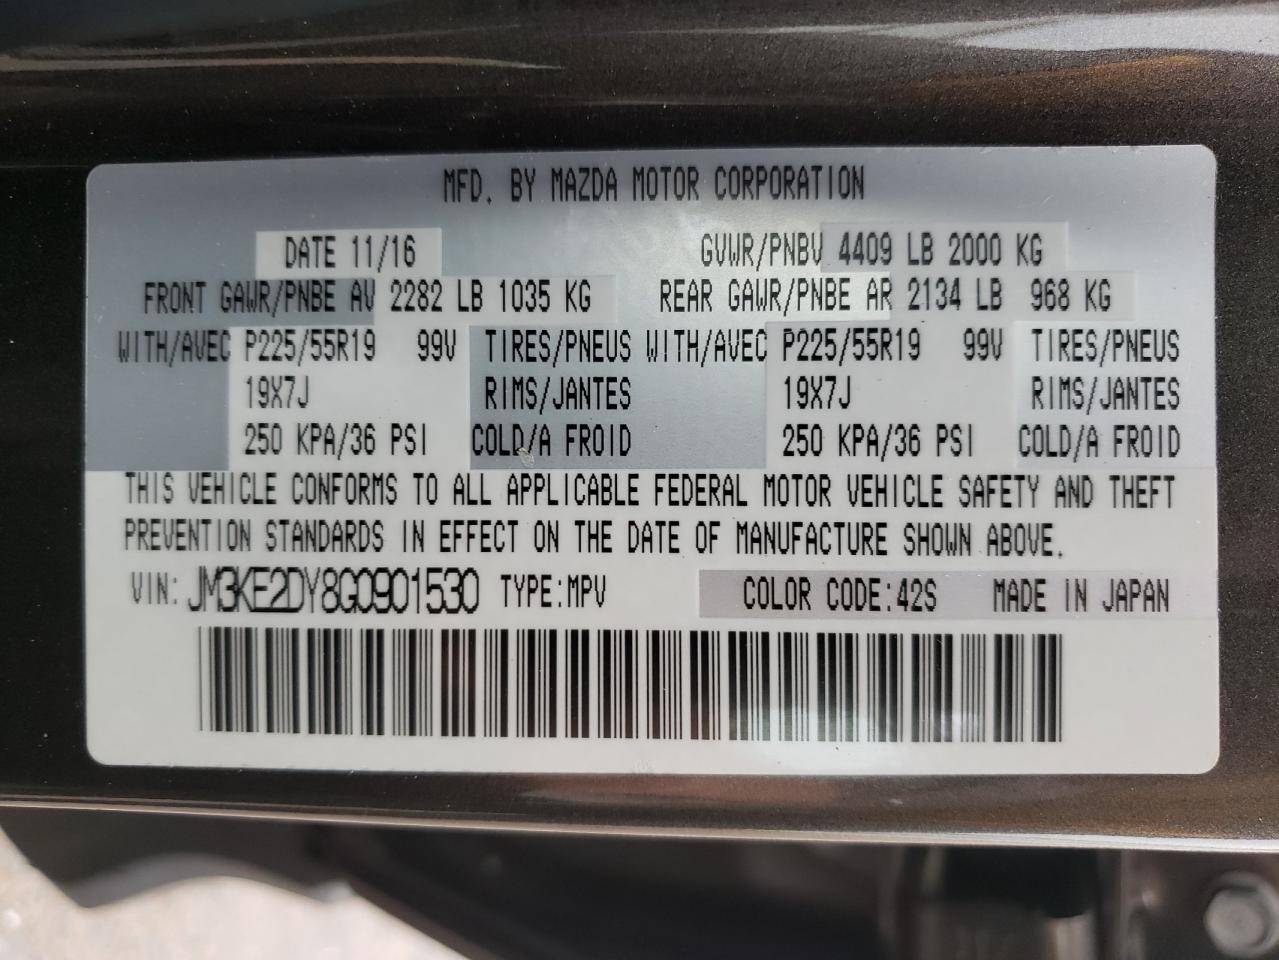 MFD. BY MAZDA MOTOR CORPORATION
DATE 11/16 GVWR/PNBV 4409 LB 2000 KG
FRONT GAWR/PNBE AV 2282 LB 1035 KG REAR GAWR/PNBE AR 2134 LB 968 KG
WITH/AVEC P225/55R19 99V TIRES/PNEUS WITH/AVEC P225/55R19 99V TIRES/PNEUS
19X7J RIMS/JANTES 19X7J RIMS/JANTES
250 KPA/36 PSI COLD/A FROID 250 KPA/36 PSI COLD/A FROID
THIS VEHICLE CONFORMS TO ALL APPLICABLE FEDERAL MOTOR VEHICLE SAFETY AND THEFT
PREVENTION STANDARDS IN EFFECT ON THE DATE OF MANUFACTURE SHOWN ABOVE.
VIN: JM3KE2DY8G0901530 TYPE:MPV COLOR CODE:42S MADE IN JAPAN